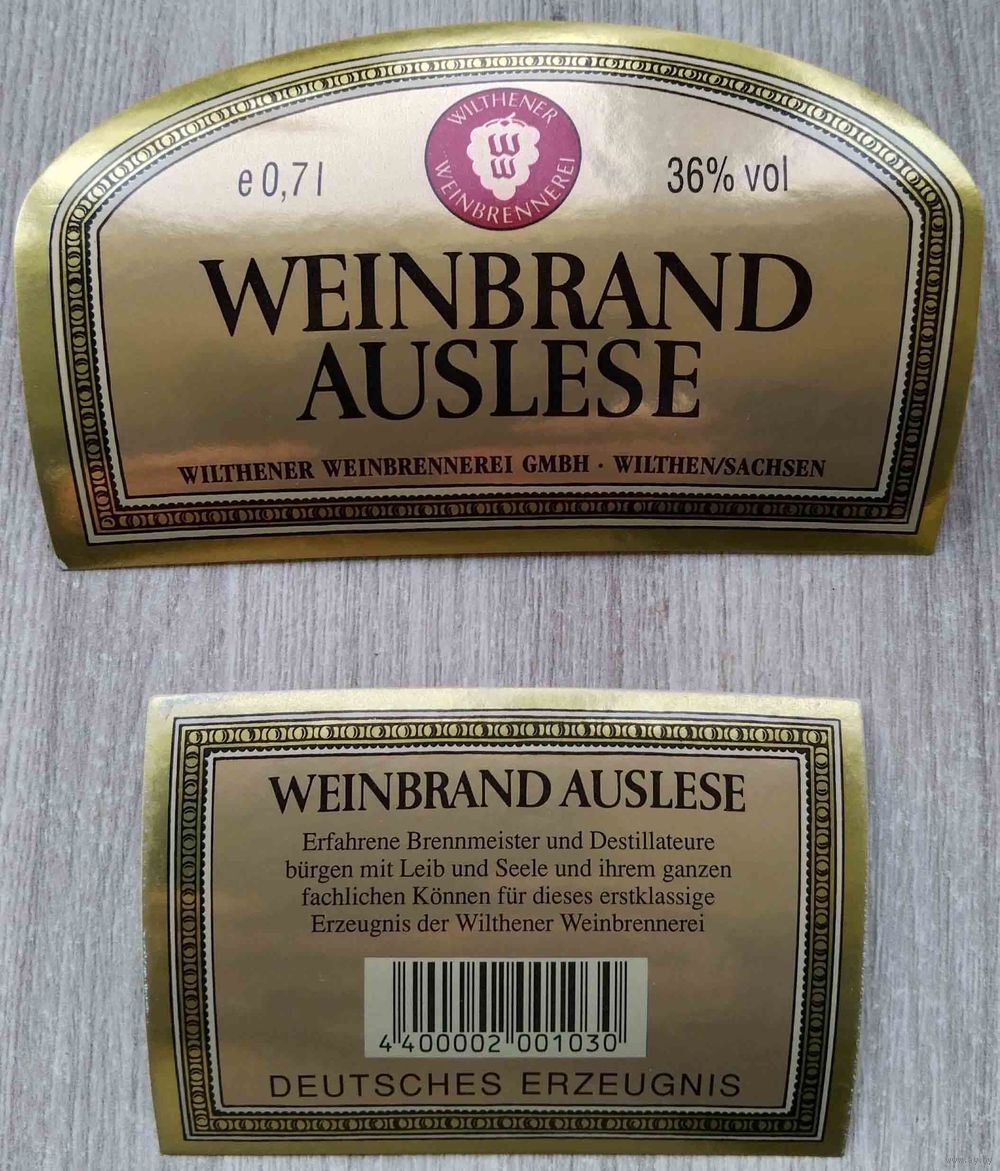 WILTHENER
WW
WEINBRENNEREI
e 0,7 l
36% vol
WEINBRAND
AUSLESE
WILTHENER WEINBRENNEREI GMBH · WILTHEN/SACHSEN
WEINBRAND AUSLESE
Erfahrene Brennmeister und Destillateure
bürgen mit Leib und Seele und ihrem ganzen
fachlichen Können für dieses erstklassige
Erzeugnis der Wilthener Weinbrennerei
4 400002 001030
DEUTSCHES ERZEUGNIS